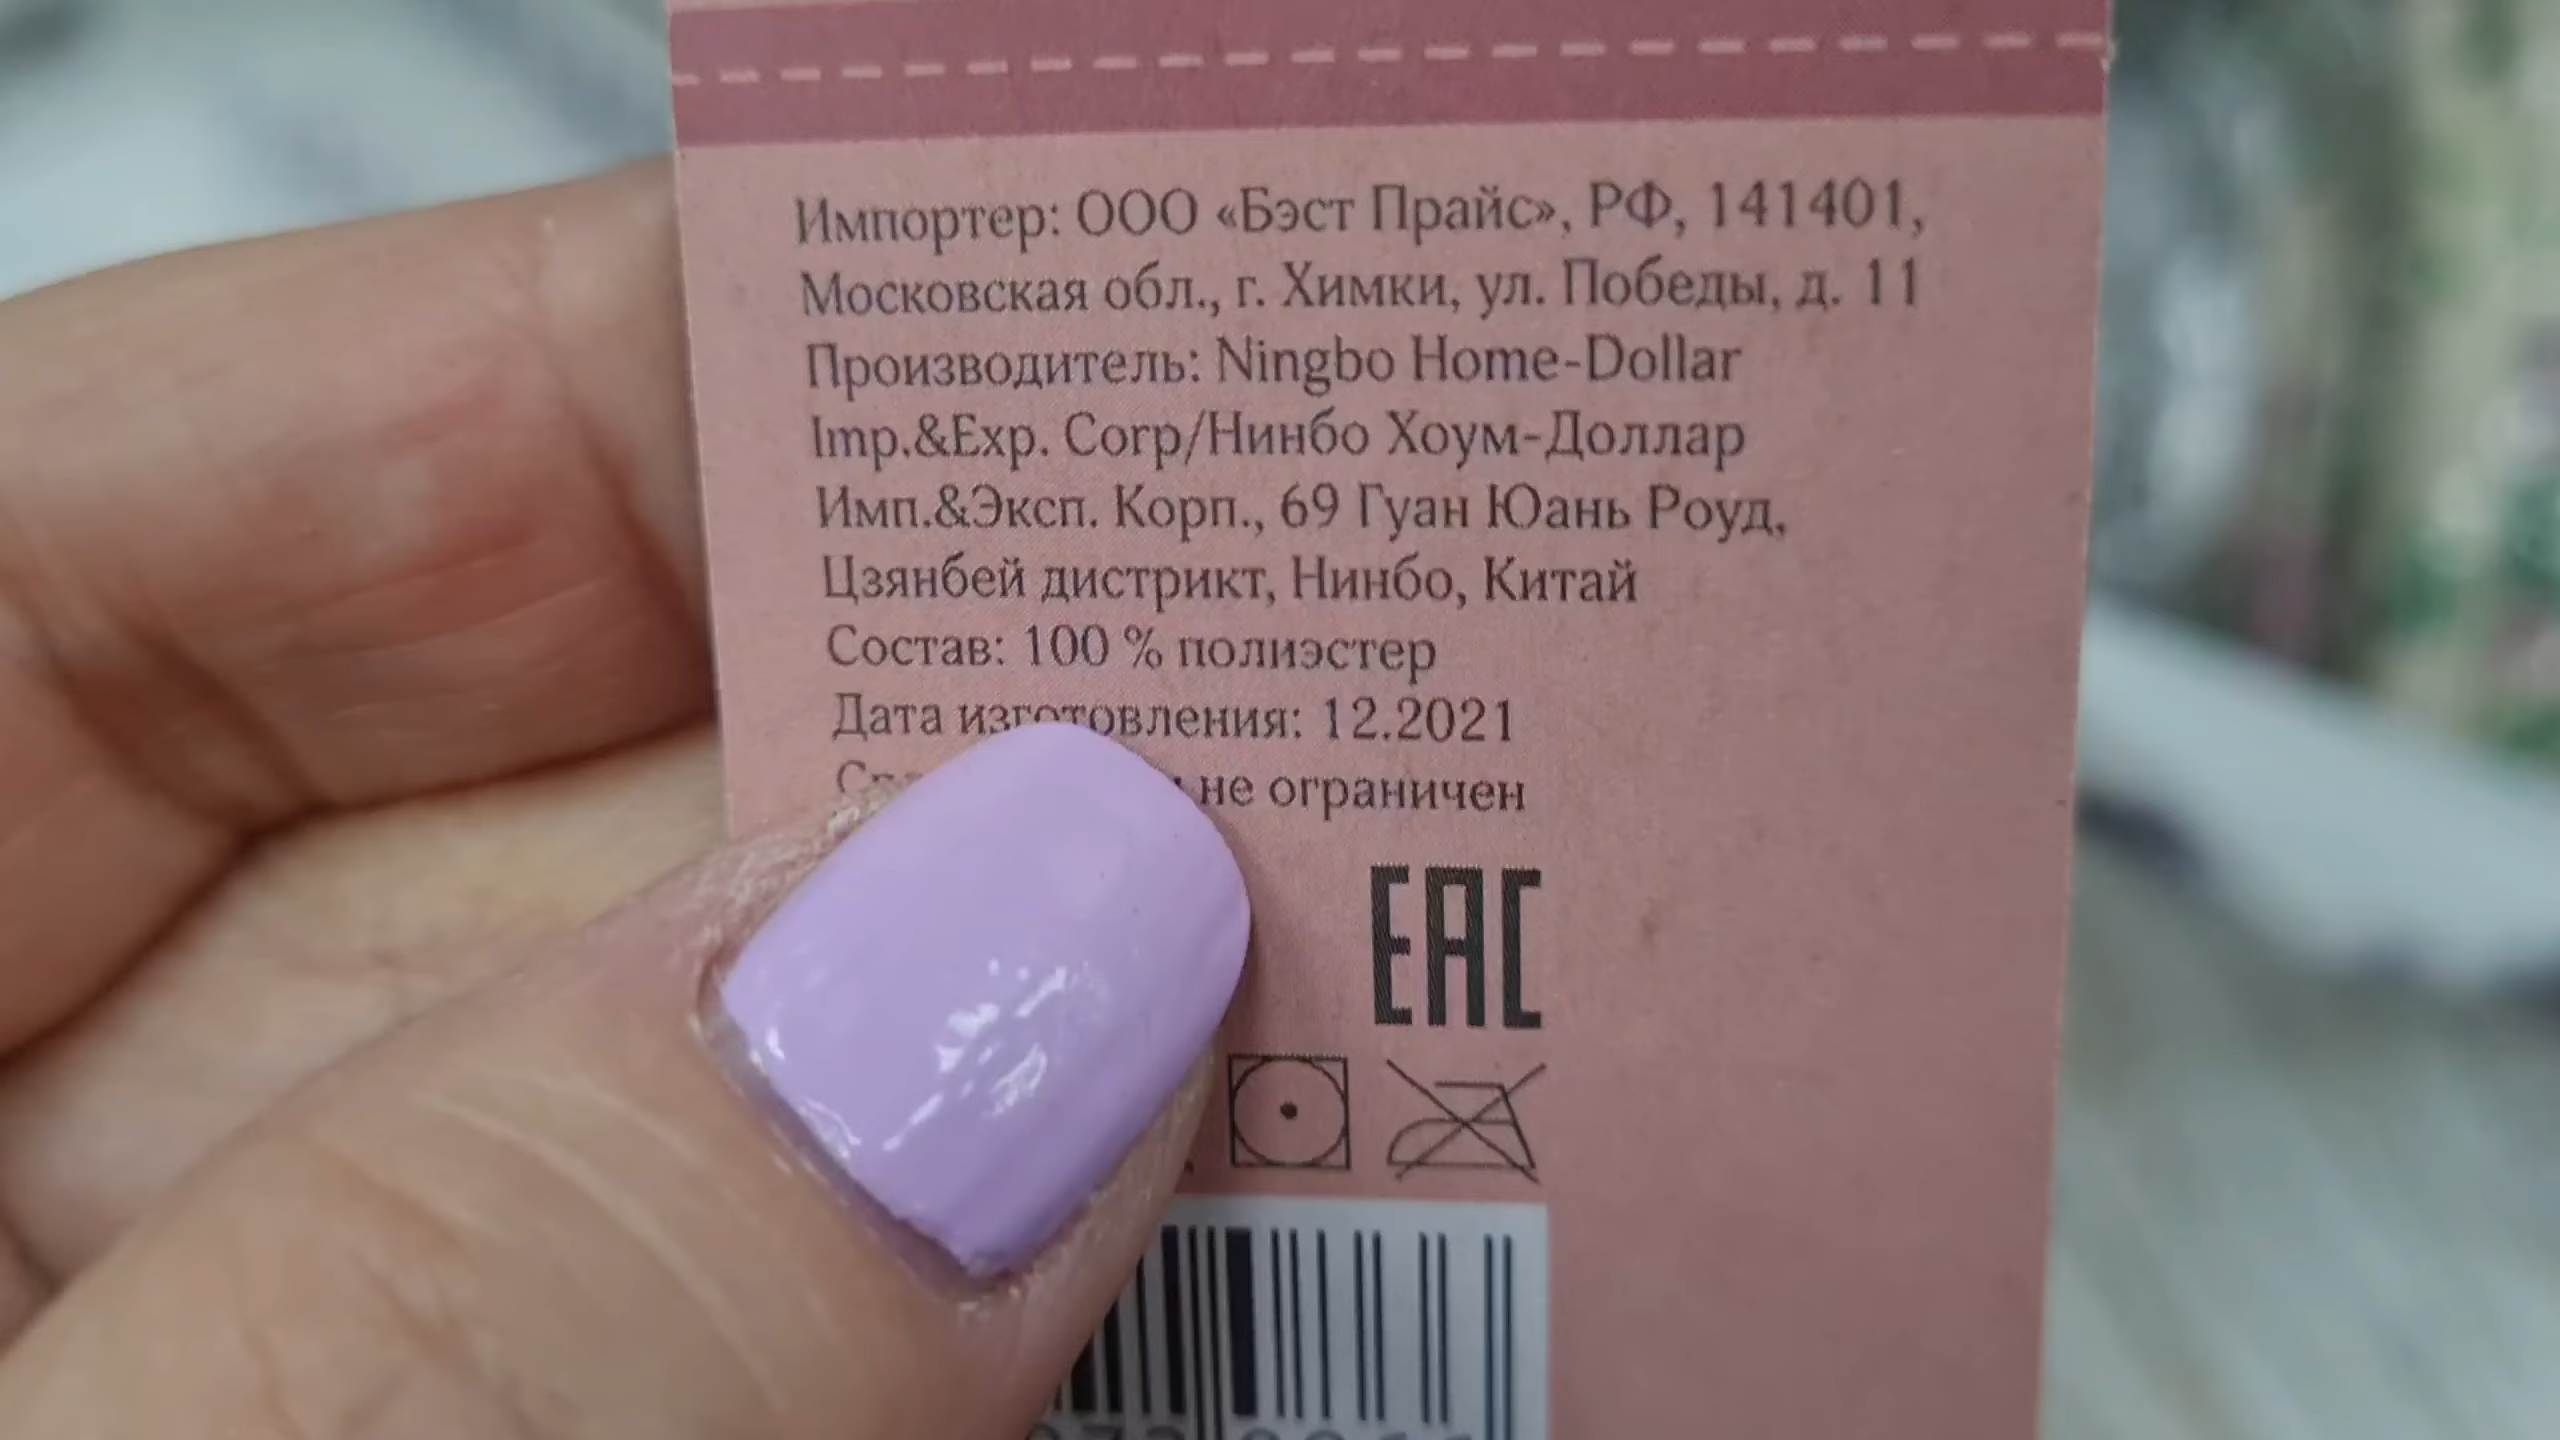 Импортер: ООО «Бэст Прайс», РФ, 141401,
Московская обл., г. Химки, ул. Победы, д. 11
Производитель: Ningbo Home-Dollar
Imp.&Exp. Corp/Нинбо Хоум-Доллар
Имп.&Эксп. Корп., 69 Гуан Юань Роуд,
Цзянбей дистрикт, Нинбо, Китай
Состав: 100 % полиэстер
Дата изготовления: 12.2021
не ограничен
EAC